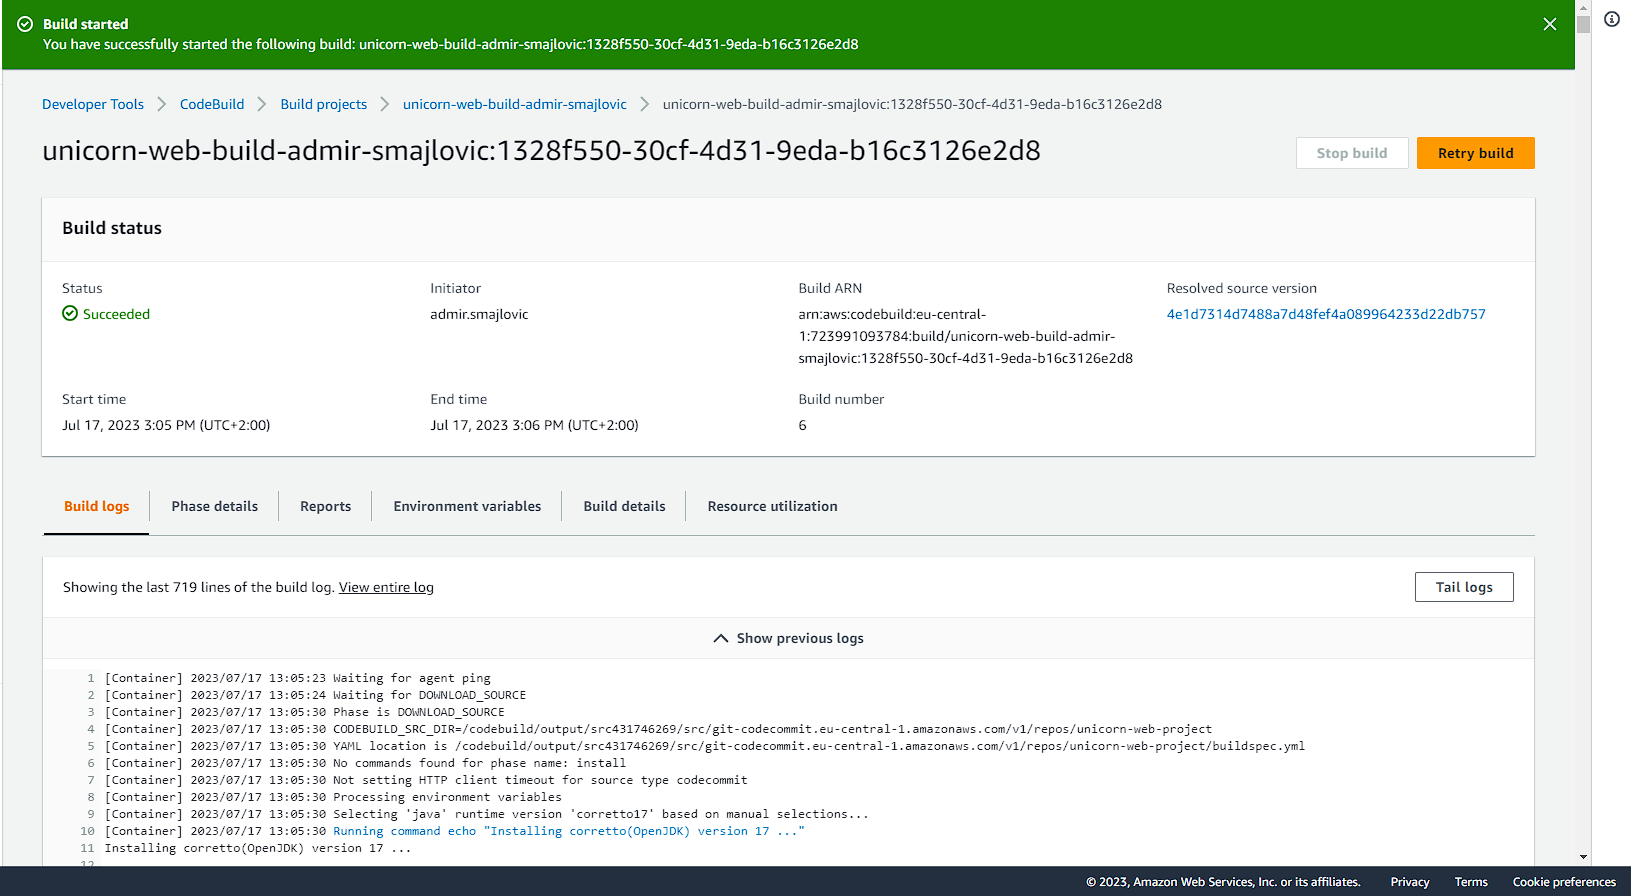 Build started
You have successfully started the following build: unicorn-web-build-admir-smajlovic:1328f550-30cf-4d31-9eda-b16c3126e2d8
Developer Tools CodeBuild Build projects unicorn-web-build-admir-smajlovic unicorn-web-build-admir-smajlovic:1328f550-30cf-4d31-9eda-b16c3126e2d8
unicorn-web-build-admir-smajlovic:1328f550-30cf-4d31-9eda-b16c3126e2d8
Stop build Retry build
Build status
Status Initiator Build ARN Resolved source version
Succeeded admir.smajlovic arn:aws:codebuild:eu-central- 4e1d7314d7488a7d48fef4a089964233d22db757
1:723991093784:build/unicorn-web-build-admir-
smajlovic:1328f550-30cf-4d31-9eda-b16c3126e2d8
Start time End time Build number
Jul 17, 2023 3:05 PM (UTC+2:00) Jul 17, 2023 3:06 PM (UTC+2:00) 6
Build logs Phase details Reports Environment variables Build details Resource utilization
Showing the last 719 lines of the build log. View entire log Tail logs
Show previous logs
1 [Container] 2023/07/17 13:05:23 Waiting for agent ping
2 [Container] 2023/07/17 13:05:24 Waiting for DOWNLOAD_SOURCE
3 [Container] 2023/07/17 13:05:30 Phase is DOWNLOAD_SOURCE
4 [Container] 2023/07/17 13:05:30 CODEBUILD_SRC_DIR=/codebuild/output/src431746269/src/git-codecommit.eu-central-1.amazonaws.com/v1/repos/unicorn-web-project
5 [Container] 2023/07/17 13:05:30 YAML location is /codebuild/output/src431746269/src/git-codecommit.eu-central-1.amazonaws.com/v1/repos/unicorn-web-project/buildspec.yml
6 [Container] 2023/07/17 13:05:30 No commands found for phase name: install
7 [Container] 2023/07/17 13:05:30 Not setting HTTP client timeout for source type codecommit
8 [Container] 2023/07/17 13:05:30 Processing environment variables
9 [Container] 2023/07/17 13:05:30 Selecting 'java' runtime version 'corretto17' based on manual selections...
10 [Container] 2023/07/17 13:05:30 Running command echo "Installing corretto(OpenJDK) version 17 ..."
11 Installing corretto(OpenJDK) version 17 ...
12
© 2023, Amazon Web Services, Inc. or its affiliates. Privacy Terms Cookie preferences